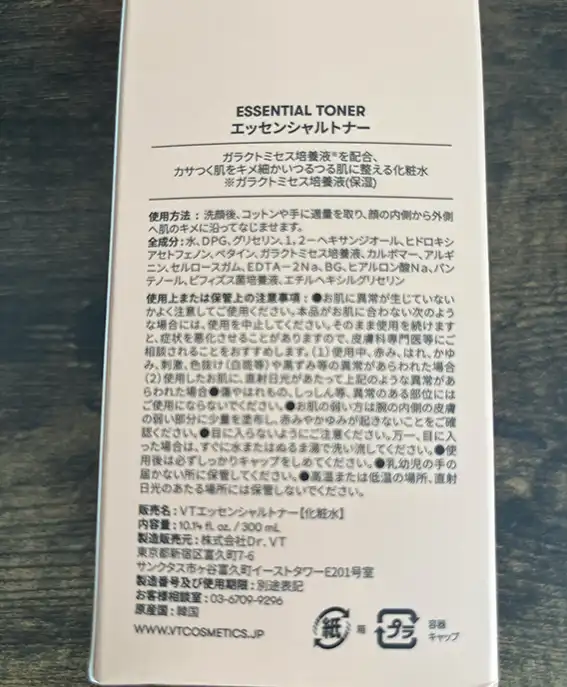 ESSENTIAL TONER
エッセンシャルトナー
ガラクトミセス培養液※を配合、
カサつく肌をキメ細かいつるつる肌に整える化粧水
※ガラクトミセス培養液(保湿)
使用方法：洗顔後、コットンや手に適量を取り、顔の内側から外側
へ肌のキメに沿ってなじませます。
全成分：水、DPG、グリセリン、1，2－ヘキサンジオール、ヒドロキシ
アセトフェノン、ベタイン、ガラクトミセス培養液、カルボマー、アルギ
ニン、セルロースガム、EDTA－2Na、BG、ヒアルロン酸Na、パン
テノール、ビフィズス菌培養液、エチルヘキシルグリセリン
使用上または保管上の注意事項：●お肌に異常が生じていない
かよく注意してご使用ください。本品がお肌に合わない次のよう
な場合には、使用を中止してください。そのまま使用を続けます
と、症状を悪化させることがありますので、皮膚科専門医等にご
相談されることをおすすめします。(1)使用中、赤み、はれ、かゆ
み、刺激、色抜け(白斑等)や黒ずみ等の異常があらわれた場合
(2)使用したお肌に、直射日光があたって上記のような異常があ
らわれた場合●傷やはれもの、しっしん等、異常のある部位には
ご使用にならないでください。●お肌の弱い方は腕の内側の皮膚
の弱い部分に少量を塗布し、赤みやかゆみが起きないことをご確
認ください。●目に入らないようにご注意ください。万一、目に入
った場合は、すぐに水またはぬるま湯で洗い流してください。●使
用後は必ずしっかりキャップをしめてください。●乳幼児の手の
届かない所に保管してください。●高温または低温の場所、直射
日光のあたる場所には保管しないでください。
販売名：VTエッセンシャルトナー【化粧水】
内容量：10.14 fl. oz. / 300 mL
製造販売元：株式会社Dr. VT
東京都新宿区富久町7-6
サンクタス市ヶ谷富久町イーストタワーE201号室
製造番号及び使用期限：別途表記
お客様相談室：03-6709-9296
原産国：韓国
WWW.VTCOSMETICS.JP
紙
箱
プラ
容器
キャップ